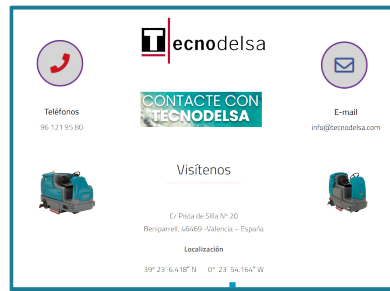 Tecnodelsa
CONTACTE CON
TECNODELSA
Teléfonos
96 121 95 80
E-mail
info@tecnodelsa.com
Visítenos
C/ Pista de Silla Nº 20
Beniparrell, 46469 -Valencia – España
Localización
39° 23´ 6.418" N 0° 23´ 54.164" W